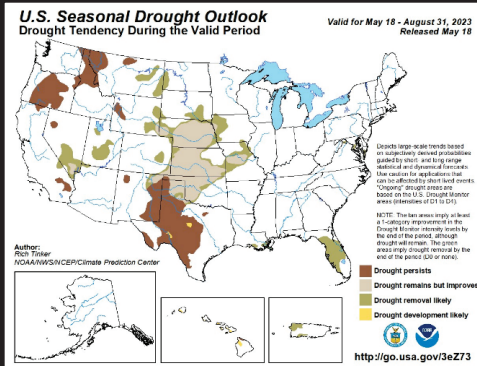 U.S. Seasonal Drought Outlook
Drought Tendency During the Valid Period
Valid for May 18 - August 31, 2023
Released May 18
Depicts large-scale trends based
on subjectively derived probabilities
guided by short- and long-range
statistical and dynamical forecasts.
Use caution for applications that
can be affected by short lived events.
"Ongoing" drought areas are
based on the U.S. Drought Monitor
areas (intensities of D1 to D4).
NOTE: The tan areas imply at least
a 1-category improvement in the
Drought Monitor intensity levels by
the end of the period, although
drought will remain. The green
areas imply drought removal by the
end of the period (D0 or none).
Author:
Rich Tinker
NOAA/NWS/NCEP/Climate Prediction Center
Drought persists
Drought remains but improves
Drought removal likely
Drought development likely
http://go.usa.gov/3eZ73